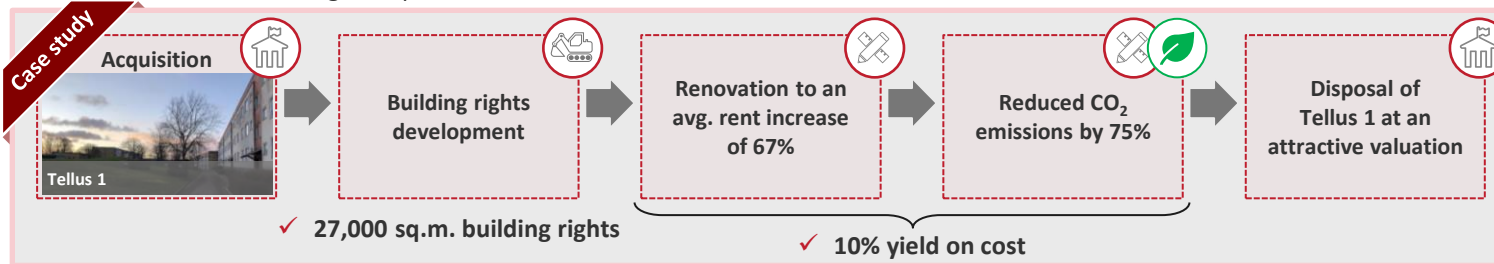 Case study
Acquisition
Tellus 1
Building rights
development
Renovation to an
avg. rent increase
of 67%
Reduced CO₂
emissions by 75%
Disposal of
Tellus 1 at an
attractive valuation
✓ 27,000 sq.m. building rights
✓ 10% yield on cost